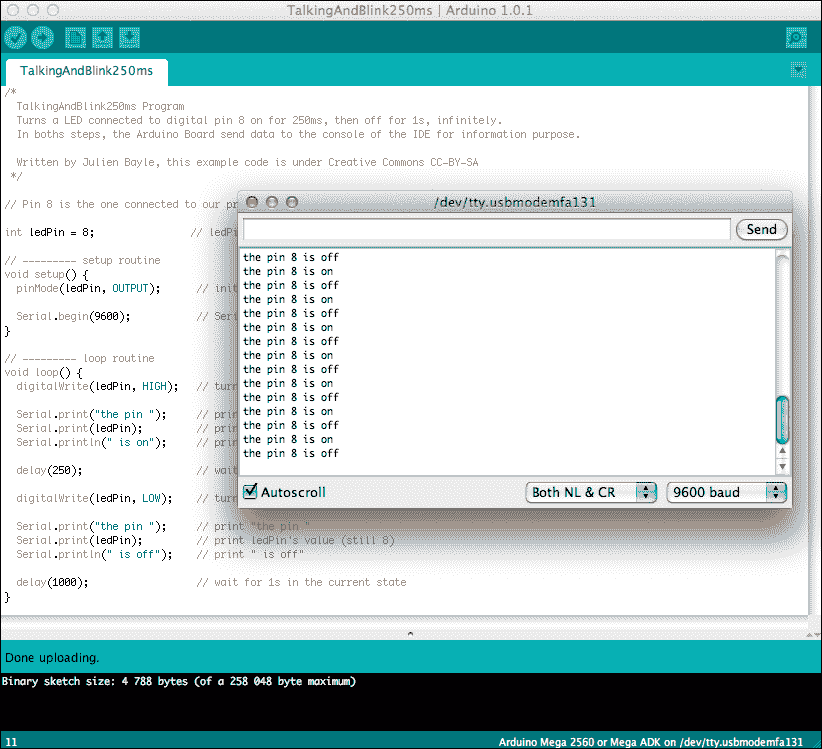 TalkingAndBlink250ms | Arduino 1.0.1
TalkingAndBlink250ms
/*
TalkingAndBlink250ms Program
Turns a LED connected to digital pin 8 on for 250ms, then off for 1s, infinitely.
In boths steps, the Arduino Board send data to the console of the IDE for information purpose.
Written by Julien Bayle, this example code is under Creative Commons CC-BY-SA
*/
// Pin 8 is the one connected to our pr
int ledPin = 8; // ledPi
// --------- setup routine
void setup() {
pinMode(ledPin, OUTPUT); // init
Serial.begin(9600); // Seri
}
// --------- loop routine
void loop() {
digitalWrite(ledPin, HIGH); // turn
Serial.print("the pin "); // prin
Serial.print(ledPin); // prin
Serial.println(" is on"); // prin
delay(250); // wait
digitalWrite(ledPin, LOW); // turn
Serial.print("the pin "); // print "the pin "
Serial.print(ledPin); // print ledPin's value (still 8)
Serial.println(" is off"); // print " is off"
delay(1000); // wait for 1s in the current state
}
/dev/tty.usbmodemfa131
Send
the pin 8 is off
the pin 8 is on
the pin 8 is off
the pin 8 is on
the pin 8 is off
the pin 8 is on
the pin 8 is off
the pin 8 is on
the pin 8 is off
the pin 8 is on
the pin 8 is off
the pin 8 is on
the pin 8 is off
the pin 8 is on
the pin 8 is off
Autoscroll
Both NL & CR
9600 baud
Done uploading.
Binary sketch size: 4 788 bytes (of a 258 048 byte maximum)
11
Arduino Mega 2560 or Mega ADK on /dev/tty.usbmodemfa131